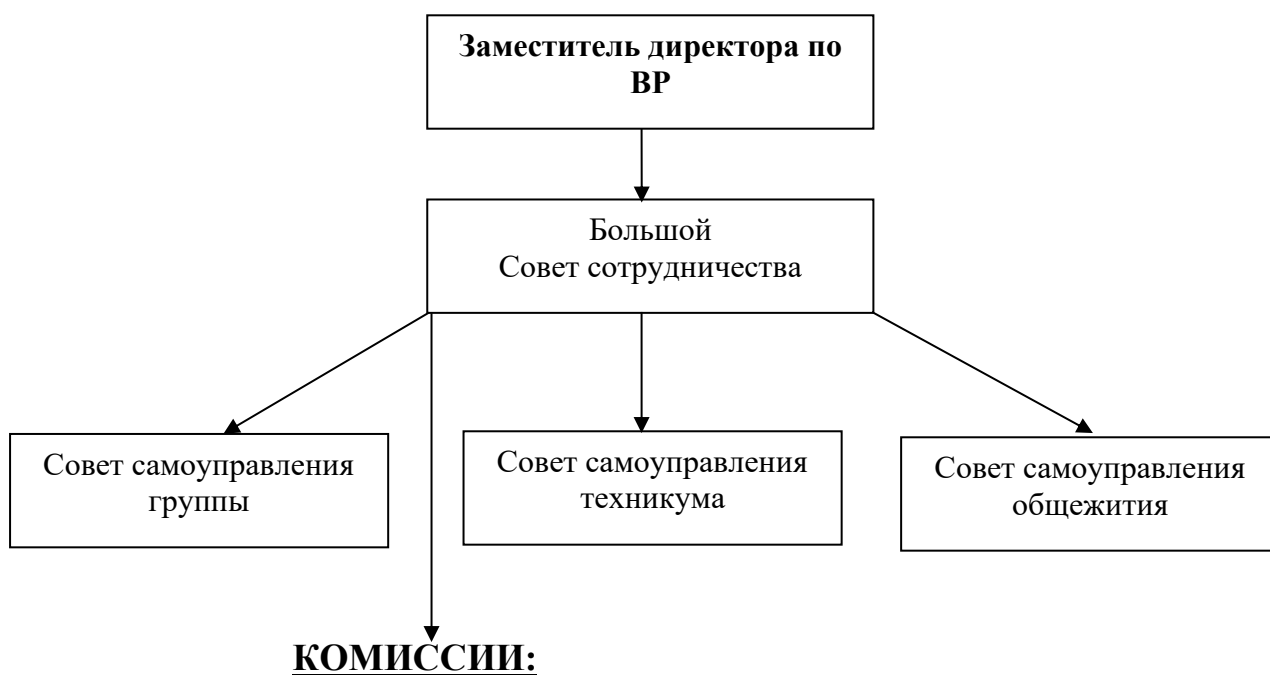 Заместитель директора по
ВР
Большой
Совет сотрудничества
Совет самоуправления
группы
Совет самоуправления
техникума
Совет самоуправления
общежития
КОМИССИИ: